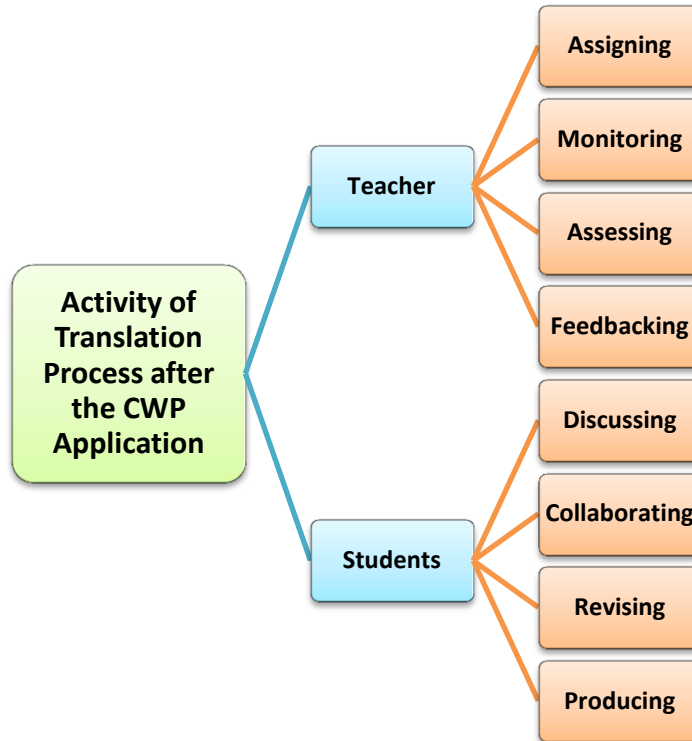 Activity of
Translation
Process after
the CWP
Application
Teacher
Assigning
Monitoring
Assessing
Feedbacking
Students
Discussing
Collaborating
Revising
Producing